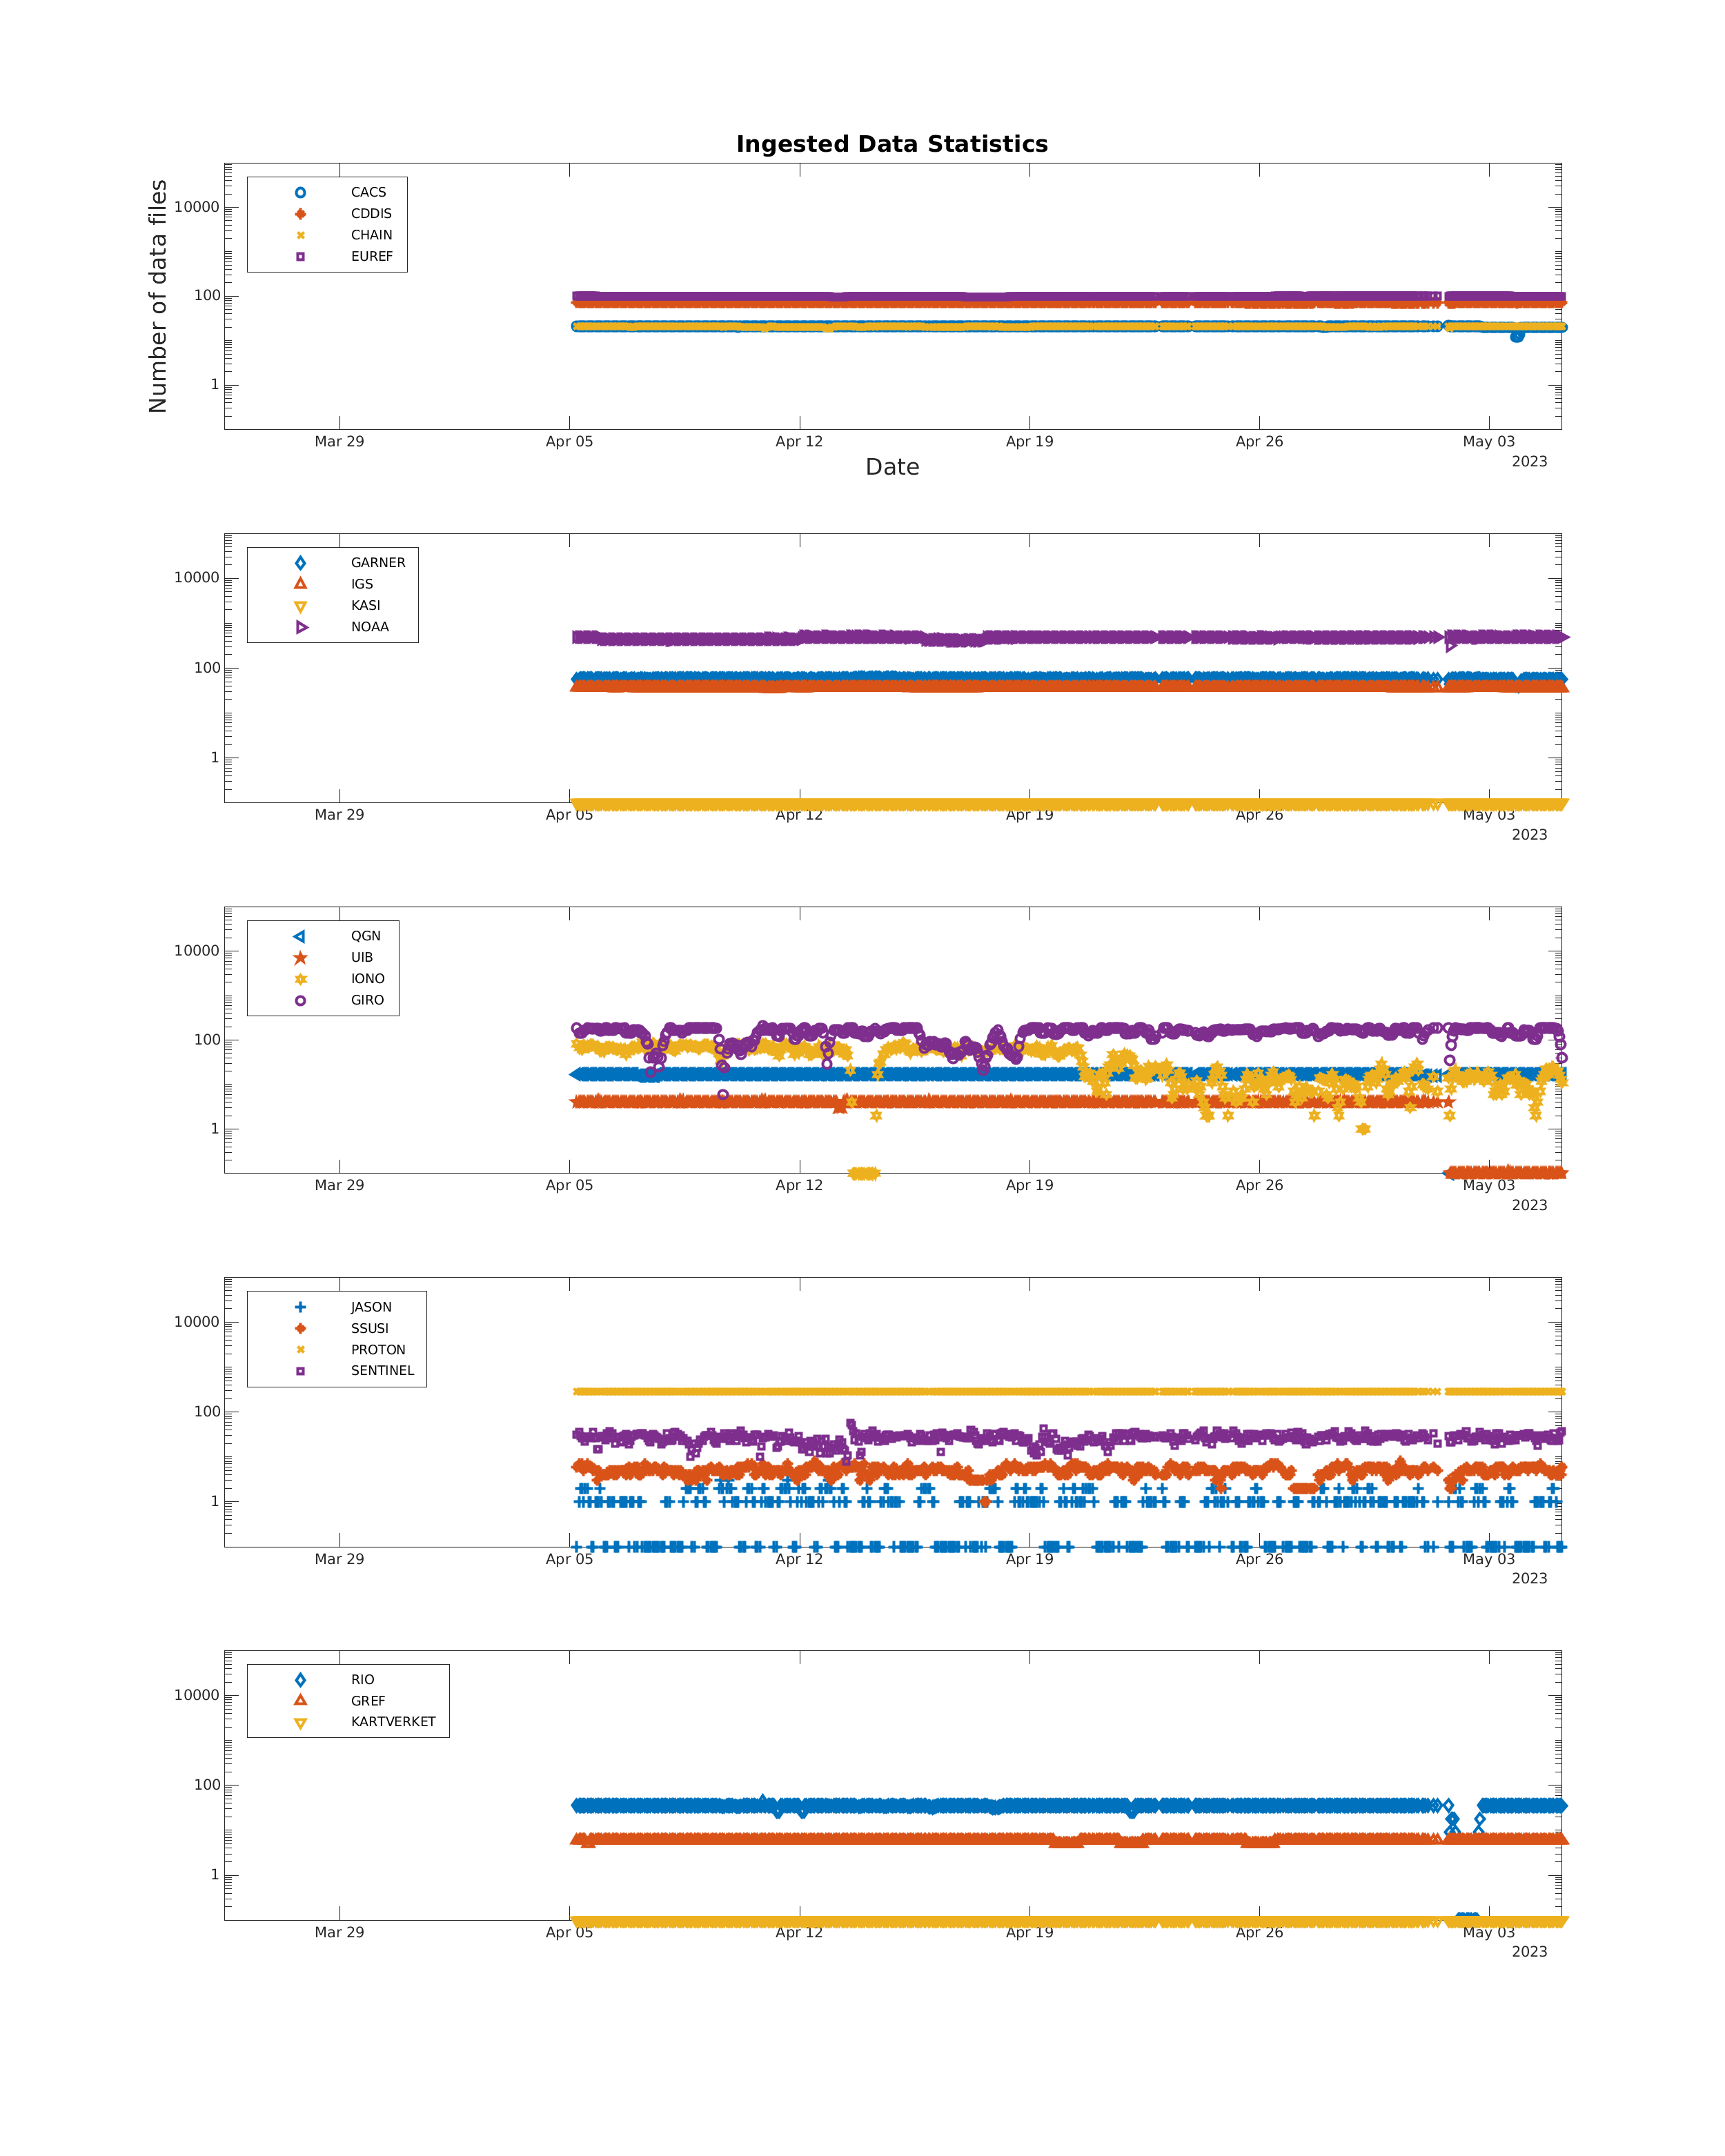 Ingested Data Statistics
Number of data files
10000
100
1
CACS
CDDIS
CHAIN
EUREF
Mar 29
Apr 05
Apr 12
Apr 19
Apr 26
May 03
2023
Date
10000
100
1
GARNER
IGS
KASI
NOAA
Mar 29
Apr 05
Apr 12
Apr 19
Apr 26
May 03
2023
10000
100
1
QGN
UIB
IONO
GIRO
Mar 29
Apr 05
Apr 12
Apr 19
Apr 26
May 03
2023
10000
100
1
JASON
SSUSI
PROTON
SENTINEL
Mar 29
Apr 05
Apr 12
Apr 19
Apr 26
May 03
2023
10000
100
1
RIO
GREF
KARTVERKET
Mar 29
Apr 05
Apr 12
Apr 19
Apr 26
May 03
2023